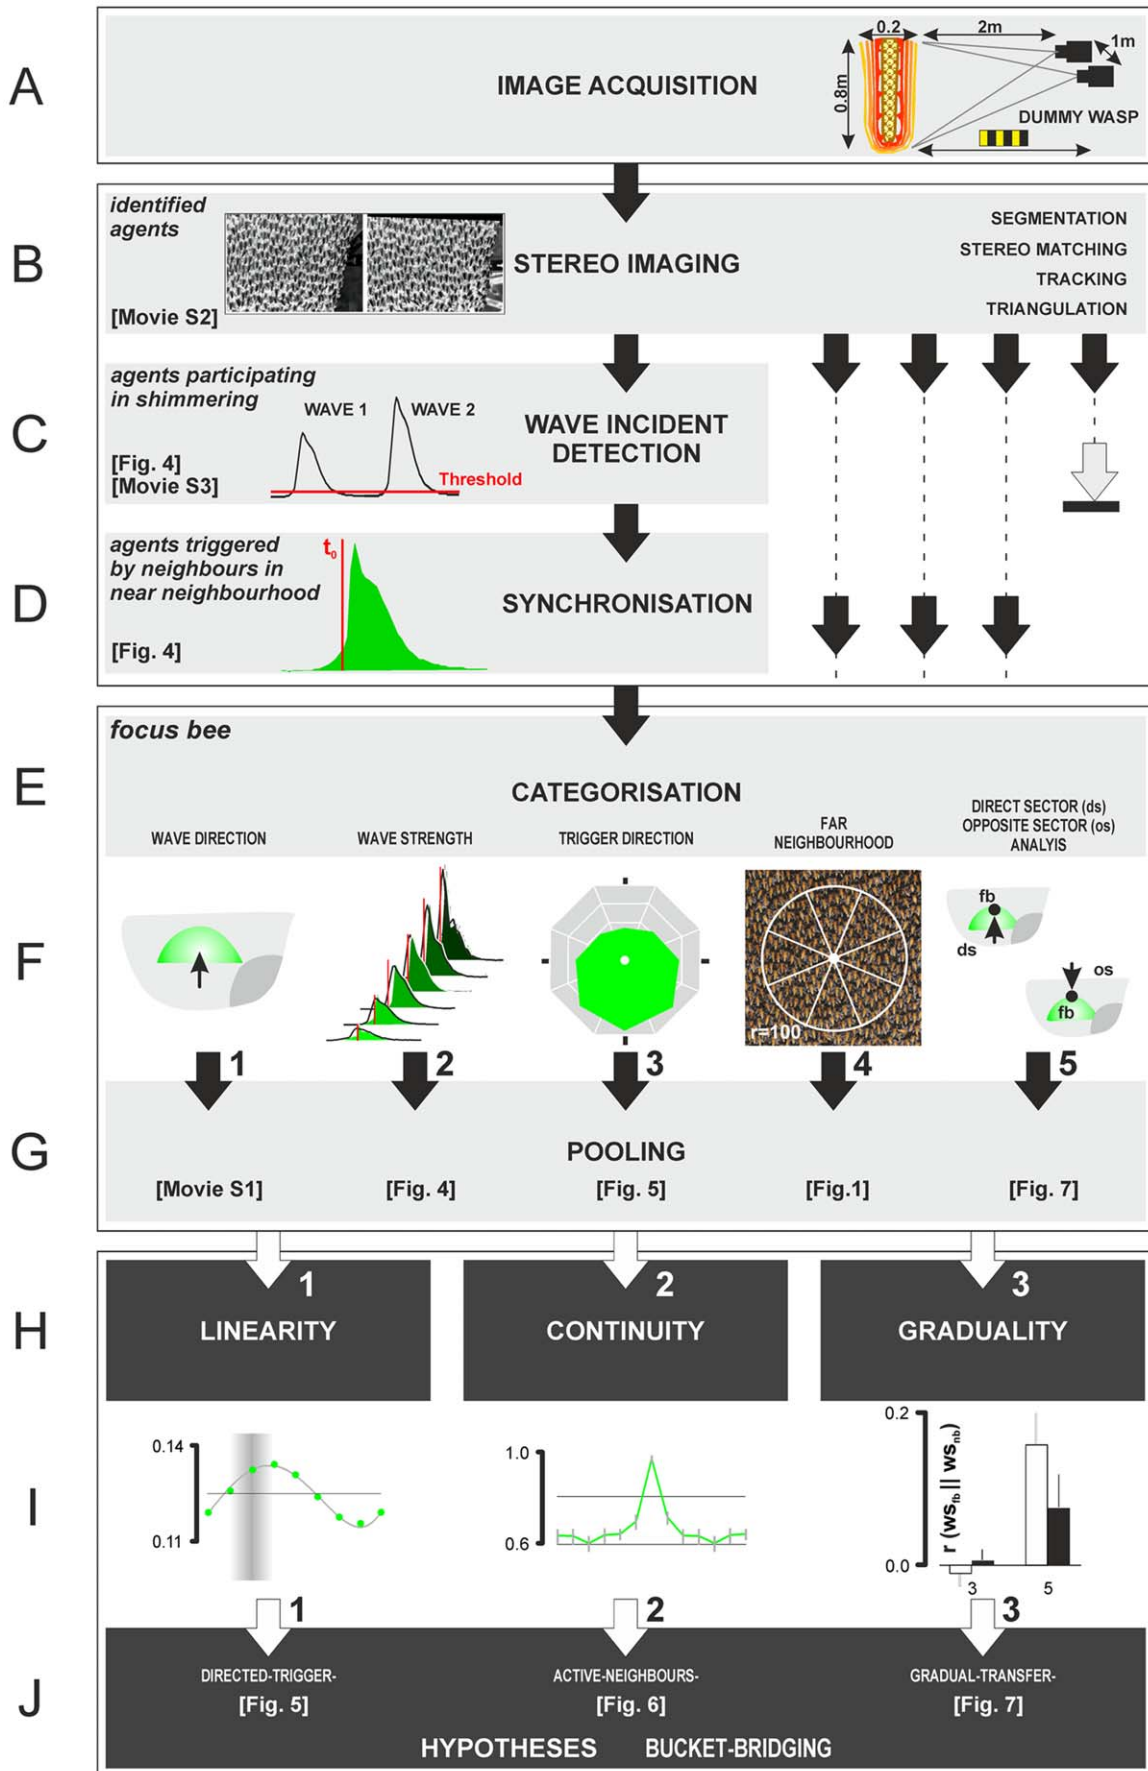 A
IMAGE ACQUISITION
0.2
2m
1m
0.8m
DUMMY WASP
B
identified
agents
[Movie S2]
STEREO IMAGING
SEGMENTATION
STEREO MATCHING
TRACKING
TRIANGULATION
C
agents participating
in shimmering
WAVE 1
WAVE 2
[Fig. 4]
[Movie S3]
Threshold
WAVE INCIDENT
DETECTION
D
agents triggered
by neighbours in
near neighbourhood
[Fig. 4]
t0
SYNCHRONISATION
E
focus bee
CATEGORISATION
WAVE DIRECTION
WAVE STRENGTH
TRIGGER DIRECTION
FAR
NEIGHBOURHOOD
DIRECT SECTOR (ds)
OPPOSITE SECTOR (os)
ANALYIS
F
r=100
fb
ds
os
fb
1
2
3
4
5
G
POOLING
[Movie S1]
[Fig. 4]
[Fig. 5]
[Fig.1]
[Fig. 7]
H
1
LINEARITY
2
CONTINUITY
3
GRADUALITY
I
0.14
0.11
1.0
0.6
r (ws_fb || ws_nb)
0.2
0.0
3
5
1
2
3
J
DIRECTED-TRIGGER-
[Fig. 5]
ACTIVE-NEIGHBOURS-
[Fig. 6]
GRADUAL-TRANSFER-
[Fig. 7]
HYPOTHESES BUCKET-BRIDGING